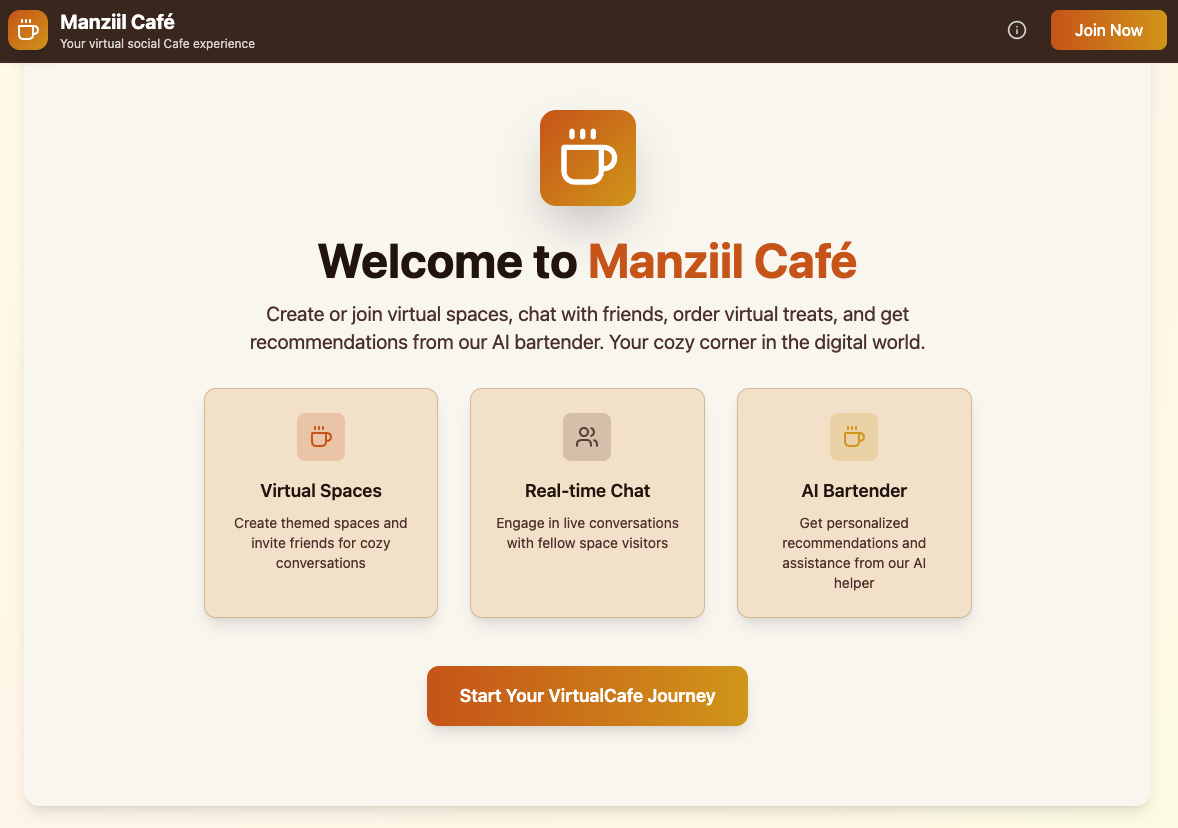 Manziil Café
Your virtual social Cafe experience
Join Now
Welcome to Manziil Café
Create or join virtual spaces, chat with friends, order virtual treats, and get
recommendations from our AI bartender. Your cozy corner in the digital world.
Virtual Spaces
Create themed spaces and
invite friends for cozy
conversations
Real-time Chat
Engage in live conversations
with fellow space visitors
AI Bartender
Get personalized
recommendations and
assistance from our AI
helper
Start Your VirtualCafe Journey